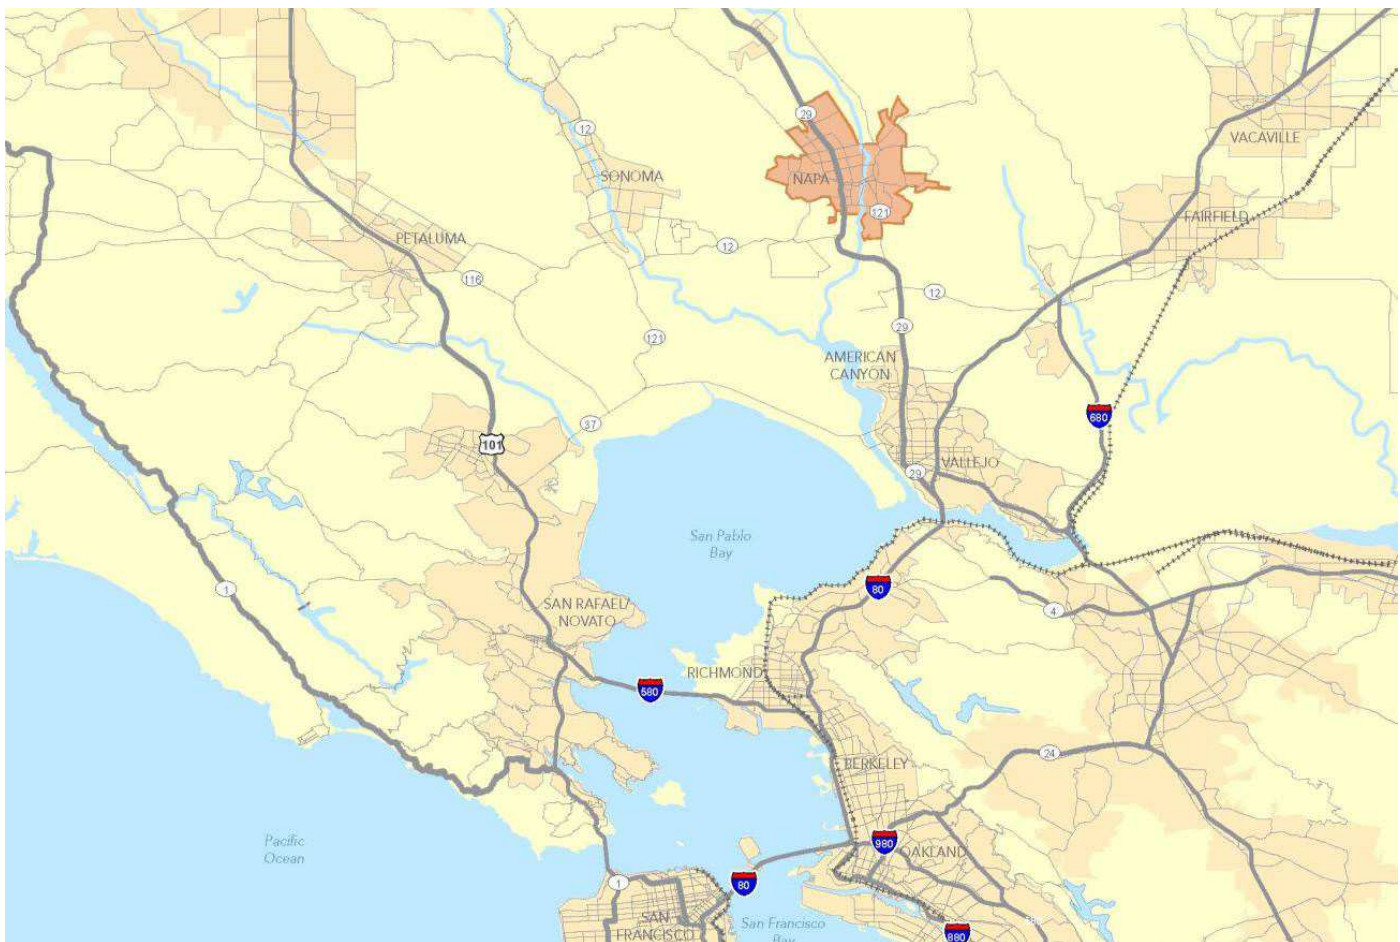 29
VACAVILLE
12
SONOMA
NAPA
121
FAIRFIELD
PETALUMA
12
116
12
29
121
AMERICAN
CANYON
680
37
101
VALLEJO
29
San Pablo
Bay
80
1
SAN RAFAEL/
NOVATO
4
RICHMOND
580
24
BERKELEY
Pacific
Ocean
980
OAKLAND
1
80
SAN
FRANCISCO
San Francisco
Bay
880